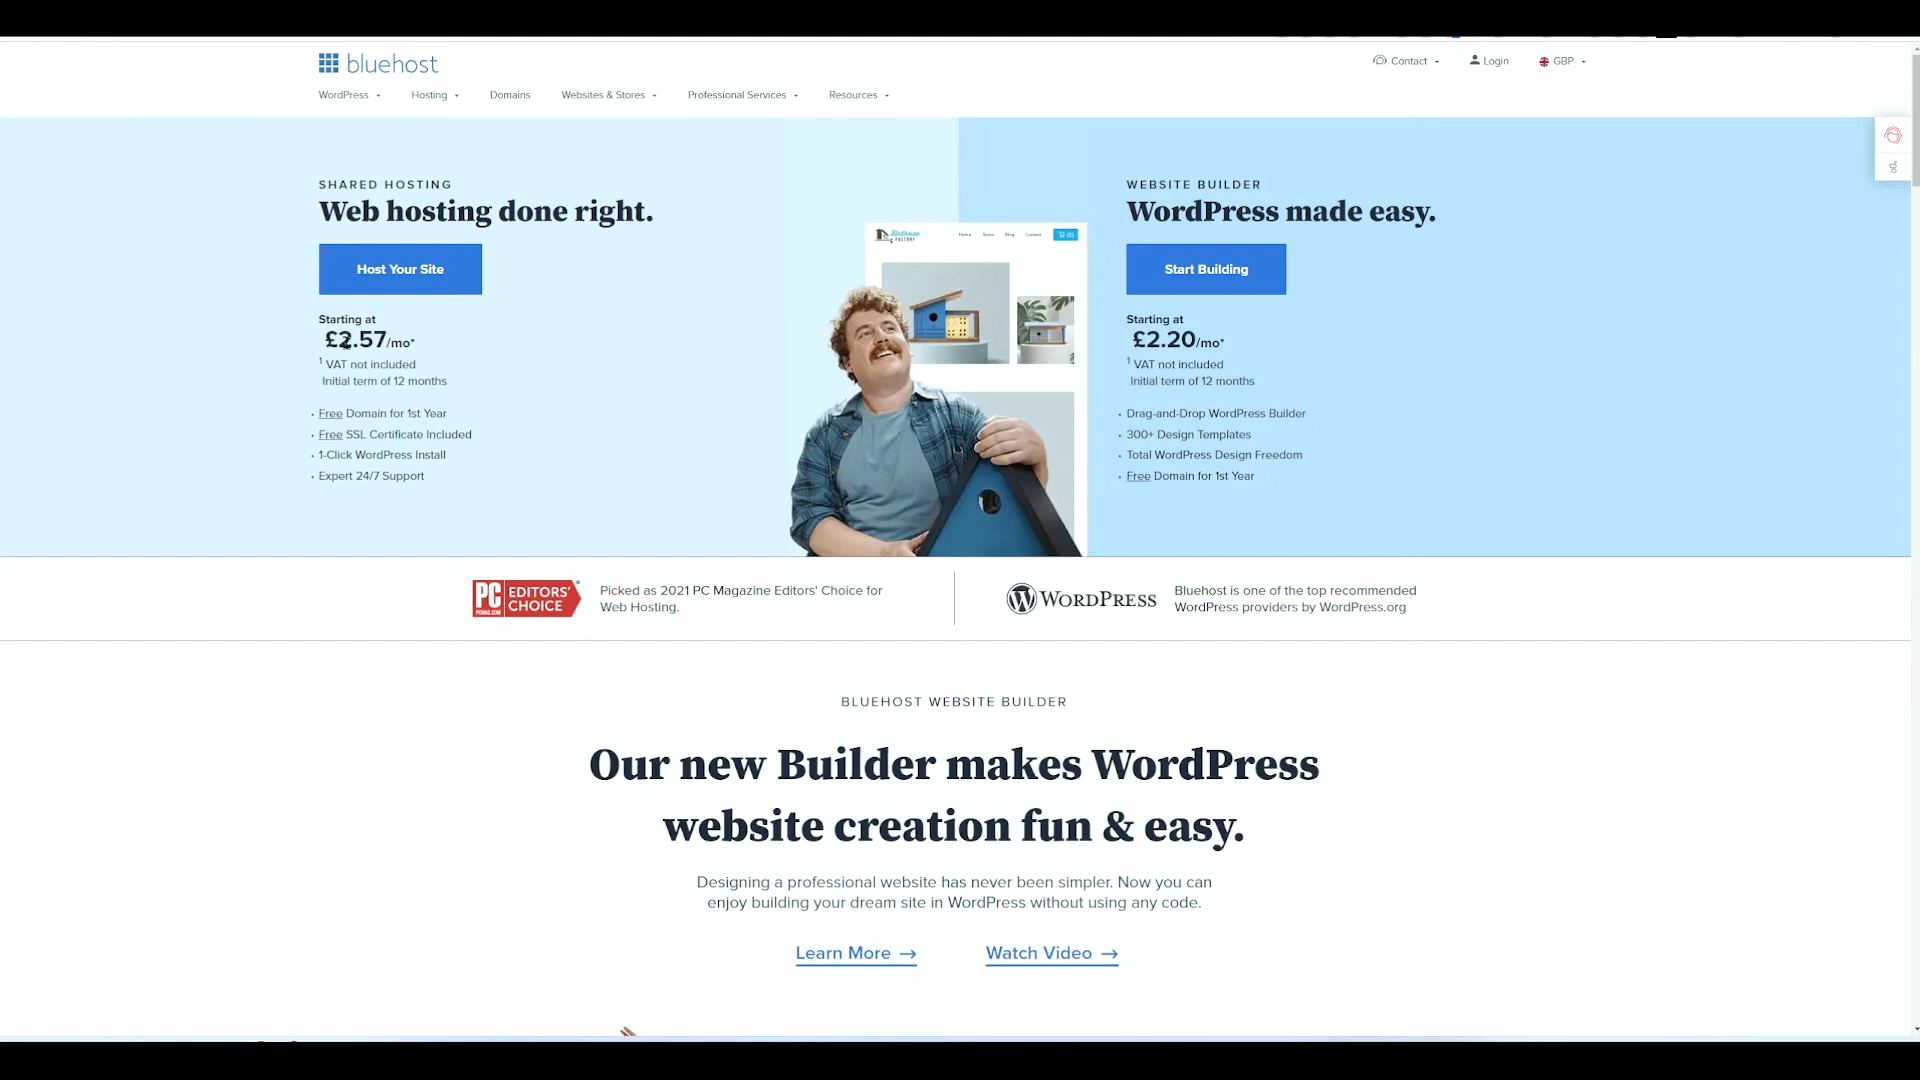 bluehost
Contact
Login
GBP
WordPress
Hosting
Domains
Websites & Stores
Professional Services
Resources
SHARED HOSTING
Web hosting done right.
Host Your Site
Starting at
£2.57/mo*
1 VAT not included
Initial term of 12 months
· Free Domain for 1st Year
· Free SSL Certificate Included
· 1-Click WordPress Install
· Expert 24/7 Support
Birdhouse
FACTORY
Home
Store
Blog
Contact
WEBSITE BUILDER
WordPress made easy.
Start Building
Starting at
£2.20/mo*
1 VAT not included
Initial term of 12 months
· Drag-and-Drop WordPress Builder
· 300+ Design Templates
· Total WordPress Design Freedom
· Free Domain for 1st Year
PC
PCMAG.COM
EDITORS'
CHOICE
Picked as 2021 PC Magazine Editors' Choice for
Web Hosting.
WORDPRESS
Bluehost is one of the top recommended
WordPress providers by WordPress.org
BLUEHOST WEBSITE BUILDER
Our new Builder makes WordPress
website creation fun & easy.
Designing a professional website has never been simpler. Now you can
enjoy building your dream site in WordPress without using any code.
Learn More →
Watch Video →